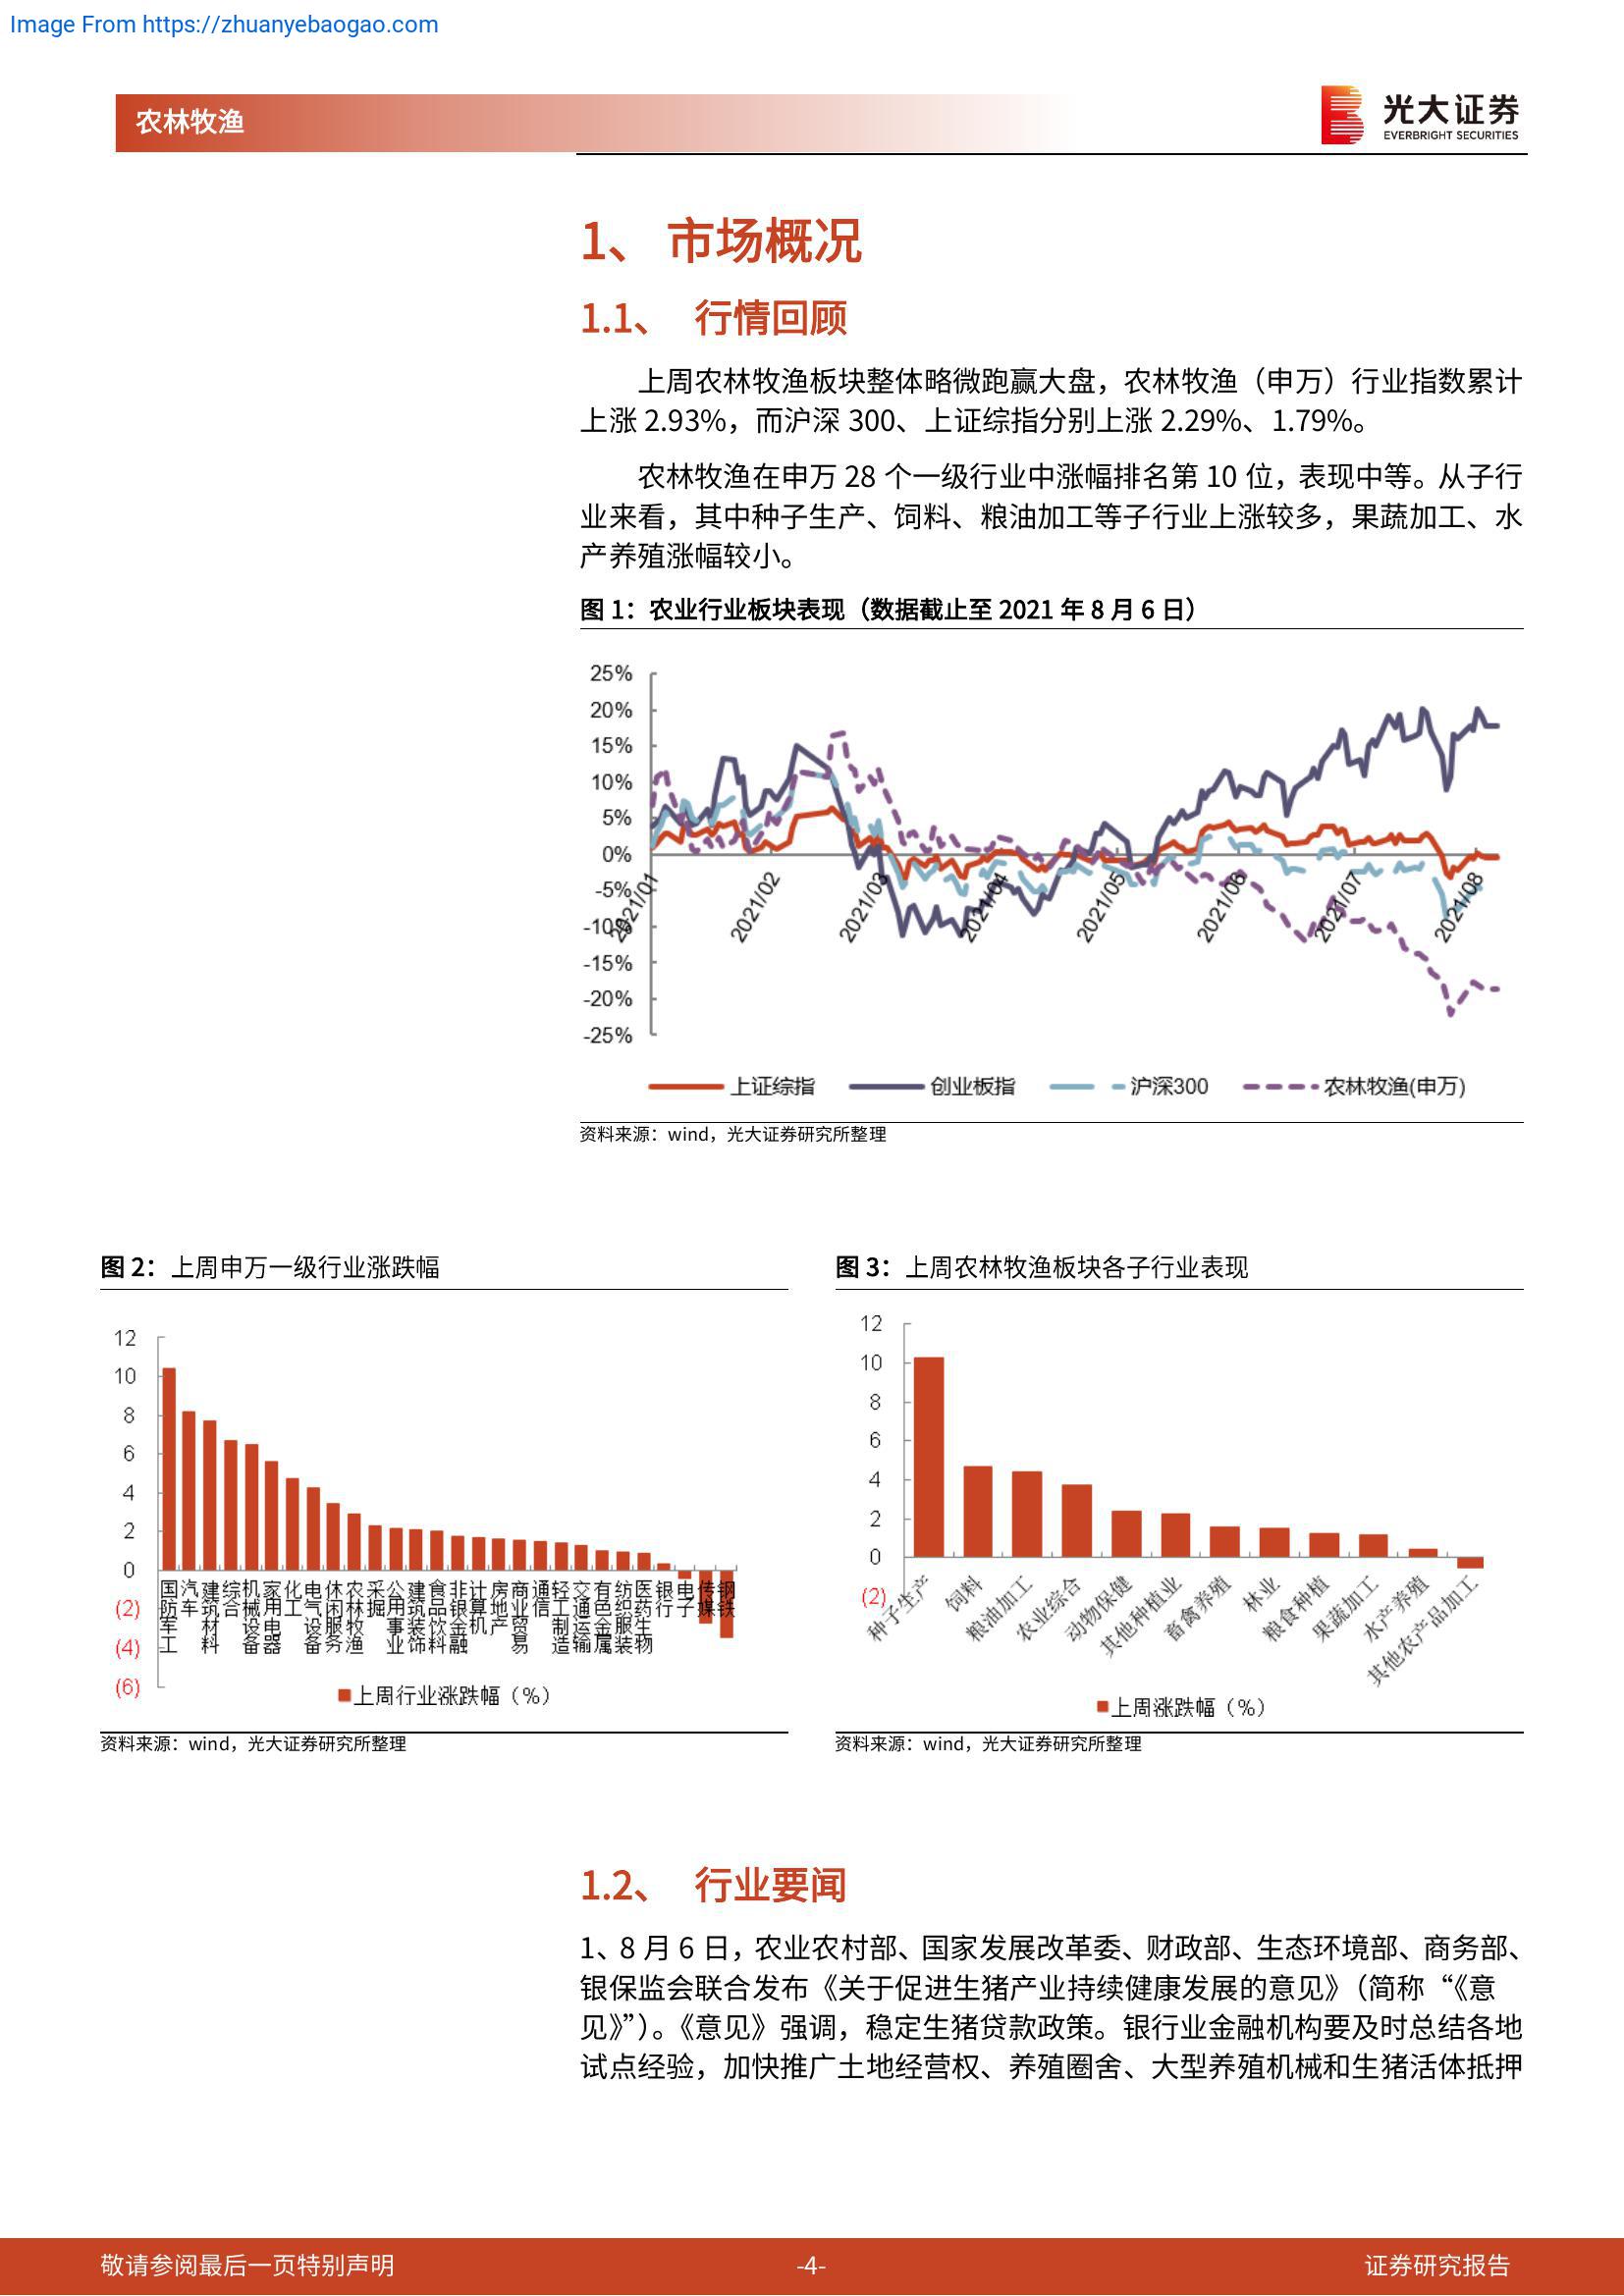 Image From https://zhuanyebaogao.com
农林牧渔
光大证券
EVERBRIGHT SECURITIES
1、 市场概况
1.1、 行情回顾
上周农林牧渔板块整体略微跑赢大盘，农林牧渔（申万）行业指数累计
上涨 2.93%，而沪深 300、上证综指分别上涨 2.29%、1.79%。
农林牧渔在申万 28 个一级行业中涨幅排名第 10 位，表现中等。从子行
业来看，其中种子生产、饲料、粮油加工等子行业上涨较多，果蔬加工、水
产养殖涨幅较小。
图 1：农业行业板块表现（数据截止至 2021 年 8 月 6 日）
25%
20%
15%
10%
5%
0%
-5%
-10%
-15%
-20%
-25%
2021/01
2021/02
2021/03
2021/04
2021/05
2021/06
2021/07
2021/08
上证综指
创业板指
沪深300
农林牧渔(申万)
资料来源：wind，光大证券研究所整理
图 2：上周申万一级行业涨跌幅
12
10
8
6
4
2
0
(2)
(4)
(6)
国防军工
汽车
建筑材料
综合
机械设备
家用电器
化工
电气设备
休闲服务
农林牧渔
采掘
公用事业
建筑装饰
食品饮料
非银金融
计算机
房地产
商业贸易
通信
轻工制造
交通运输
有色金属
纺织服装
医药生物
银行
电子
传媒
钢铁
上周行业涨跌幅（%）
资料来源：wind，光大证券研究所整理
图 3：上周农林牧渔板块各子行业表现
12
10
8
6
4
2
0
(2)
种子生产
饲料
粮油加工
农业综合
动物保健
其他种植业
畜禽养殖
林业
粮食种植
果蔬加工
水产养殖
其他农产品加工
上周涨跌幅（%）
资料来源：wind，光大证券研究所整理
1.2、 行业要闻
1、8 月 6 日，农业农村部、国家发展改革委、财政部、生态环境部、商务部、
银保监会联合发布《关于促进生猪产业持续健康发展的意见》（简称“《意
见》”）。《意见》强调，稳定生猪贷款政策。银行业金融机构要及时总结各地
试点经验，加快推广土地经营权、养殖圈舍、大型养殖机械和生猪活体抵押
敬请参阅最后一页特别声明
-4-
证券研究报告